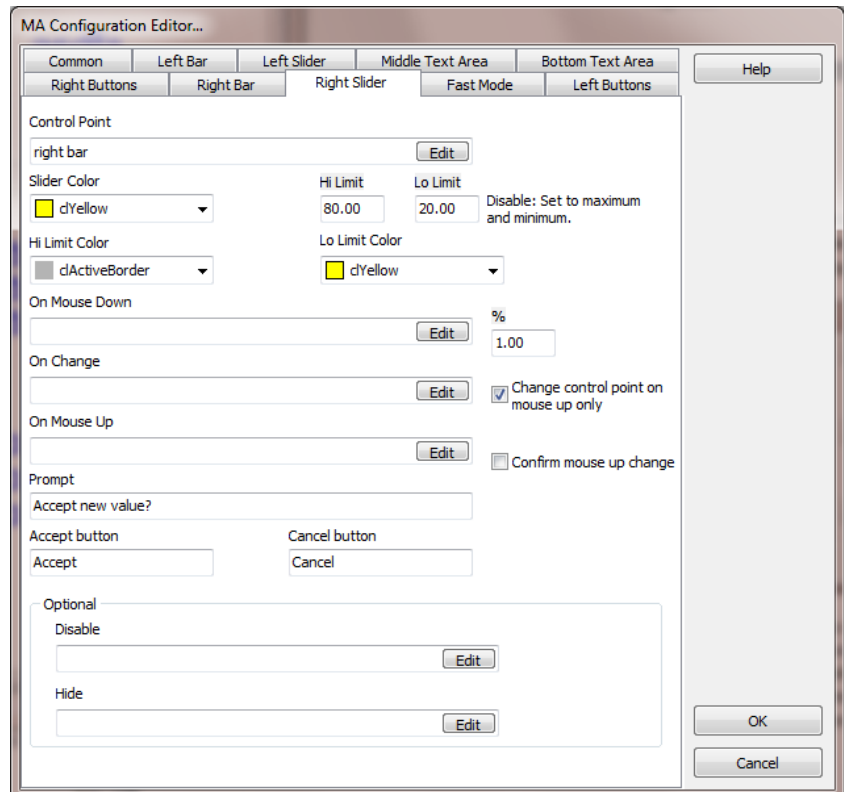 MA Configuration Editor...
Common Left Bar Left Slider Middle Text Area Bottom Text Area
Right Buttons Right Bar Right Slider Fast Mode Left Buttons
Help
Control Point
right bar Edit
Slider Color Hi Limit Lo Limit
clYellow 80.00 20.00 Disable: Set to maximum
and minimum.
Hi Limit Color Lo Limit Color
clActiveBorder clYellow
On Mouse Down %
Edit 1.00
On Change
Edit Change control point on
mouse up only
On Mouse Up
Edit Confirm mouse up change
Prompt
Accept new value?
Accept button Cancel button
Accept Cancel
Optional
Disable
Edit
Hide
Edit
OK
Cancel